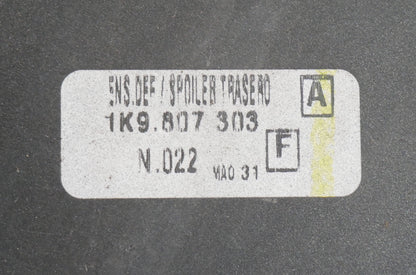 ENS.DEF / SPOILER TRASERO A
1K9.807 303
F
N.022 MAO 31